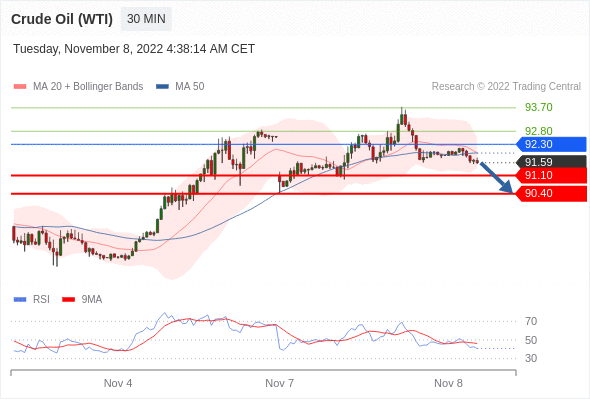 Crude Oil (WTI) 30 MIN
Tuesday, November 8, 2022 4:38:14 AM CET
MA 20 + Bollinger Bands MA 50 Research © 2022 Trading Central
93.70
92.80
92.30
91.59
91.10
90.40
RSI 9MA
70
50
30
Nov 4 Nov 7 Nov 8